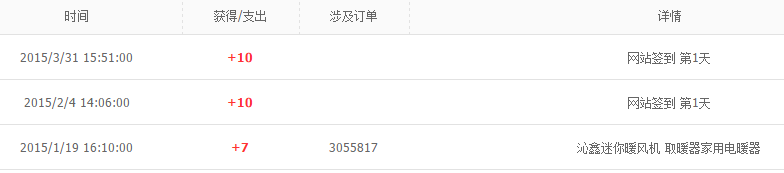 时间 获得/支出 涉及订单 详情
2015/3/31 15:51:00 +10 网站签到 第1天
2015/2/4 14:06:00 +10 网站签到 第1天
2015/1/19 16:10:00 +7 3055817 沁鑫迷你暖风机 取暖器家用电暖器